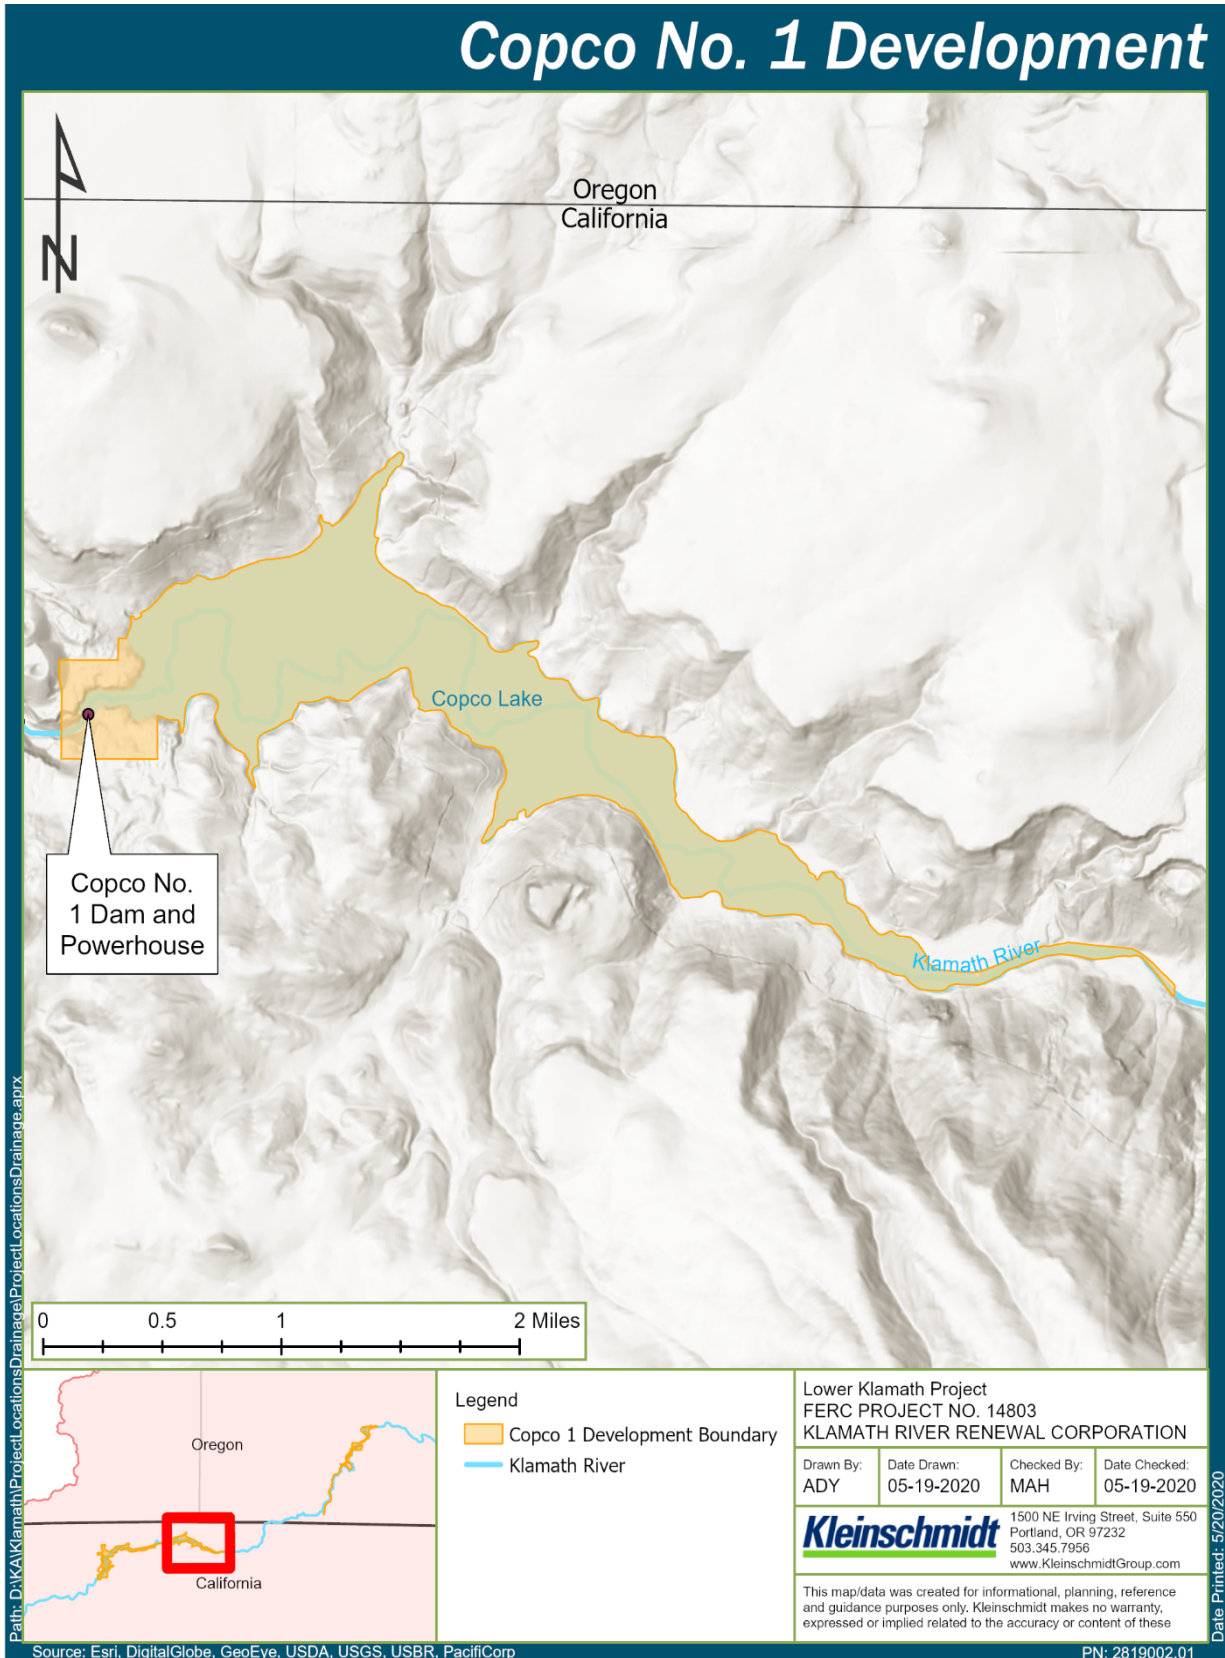 Copco No. 1 Development
Oregon
California
N
Copco Lake
Copco No.
1 Dam and
Powerhouse
Klamath River
0 0.5 1 2 Miles
Oregon
California
Legend
Copco 1 Development Boundary
Klamath River
Lower Klamath Project
FERC PROJECT NO. 14803
KLAMATH RIVER RENEWAL CORPORATION
Drawn By:
ADY
Date Drawn:
05-19-2020
Checked By:
MAH
Date Checked:
05-19-2020
Kleinschmidt
1500 NE Irving Street, Suite 550
Portland, OR 97232
503.345.7956
www.KleinschmidtGroup.com
This map/data was created for informational, planning, reference
and guidance purposes only. Kleinschmidt makes no warranty,
expressed or implied related to the accuracy or content of these
Path: D:\KA\Klamath\ProjectLocationsDrainage\ProjectLocationsDrainage.aprx
Date Printed: 5/20/2020
Source: Esri, DigitalGlobe, GeoEye, USDA, USGS, USBR, PacifiCorp
PN: 2819002.01